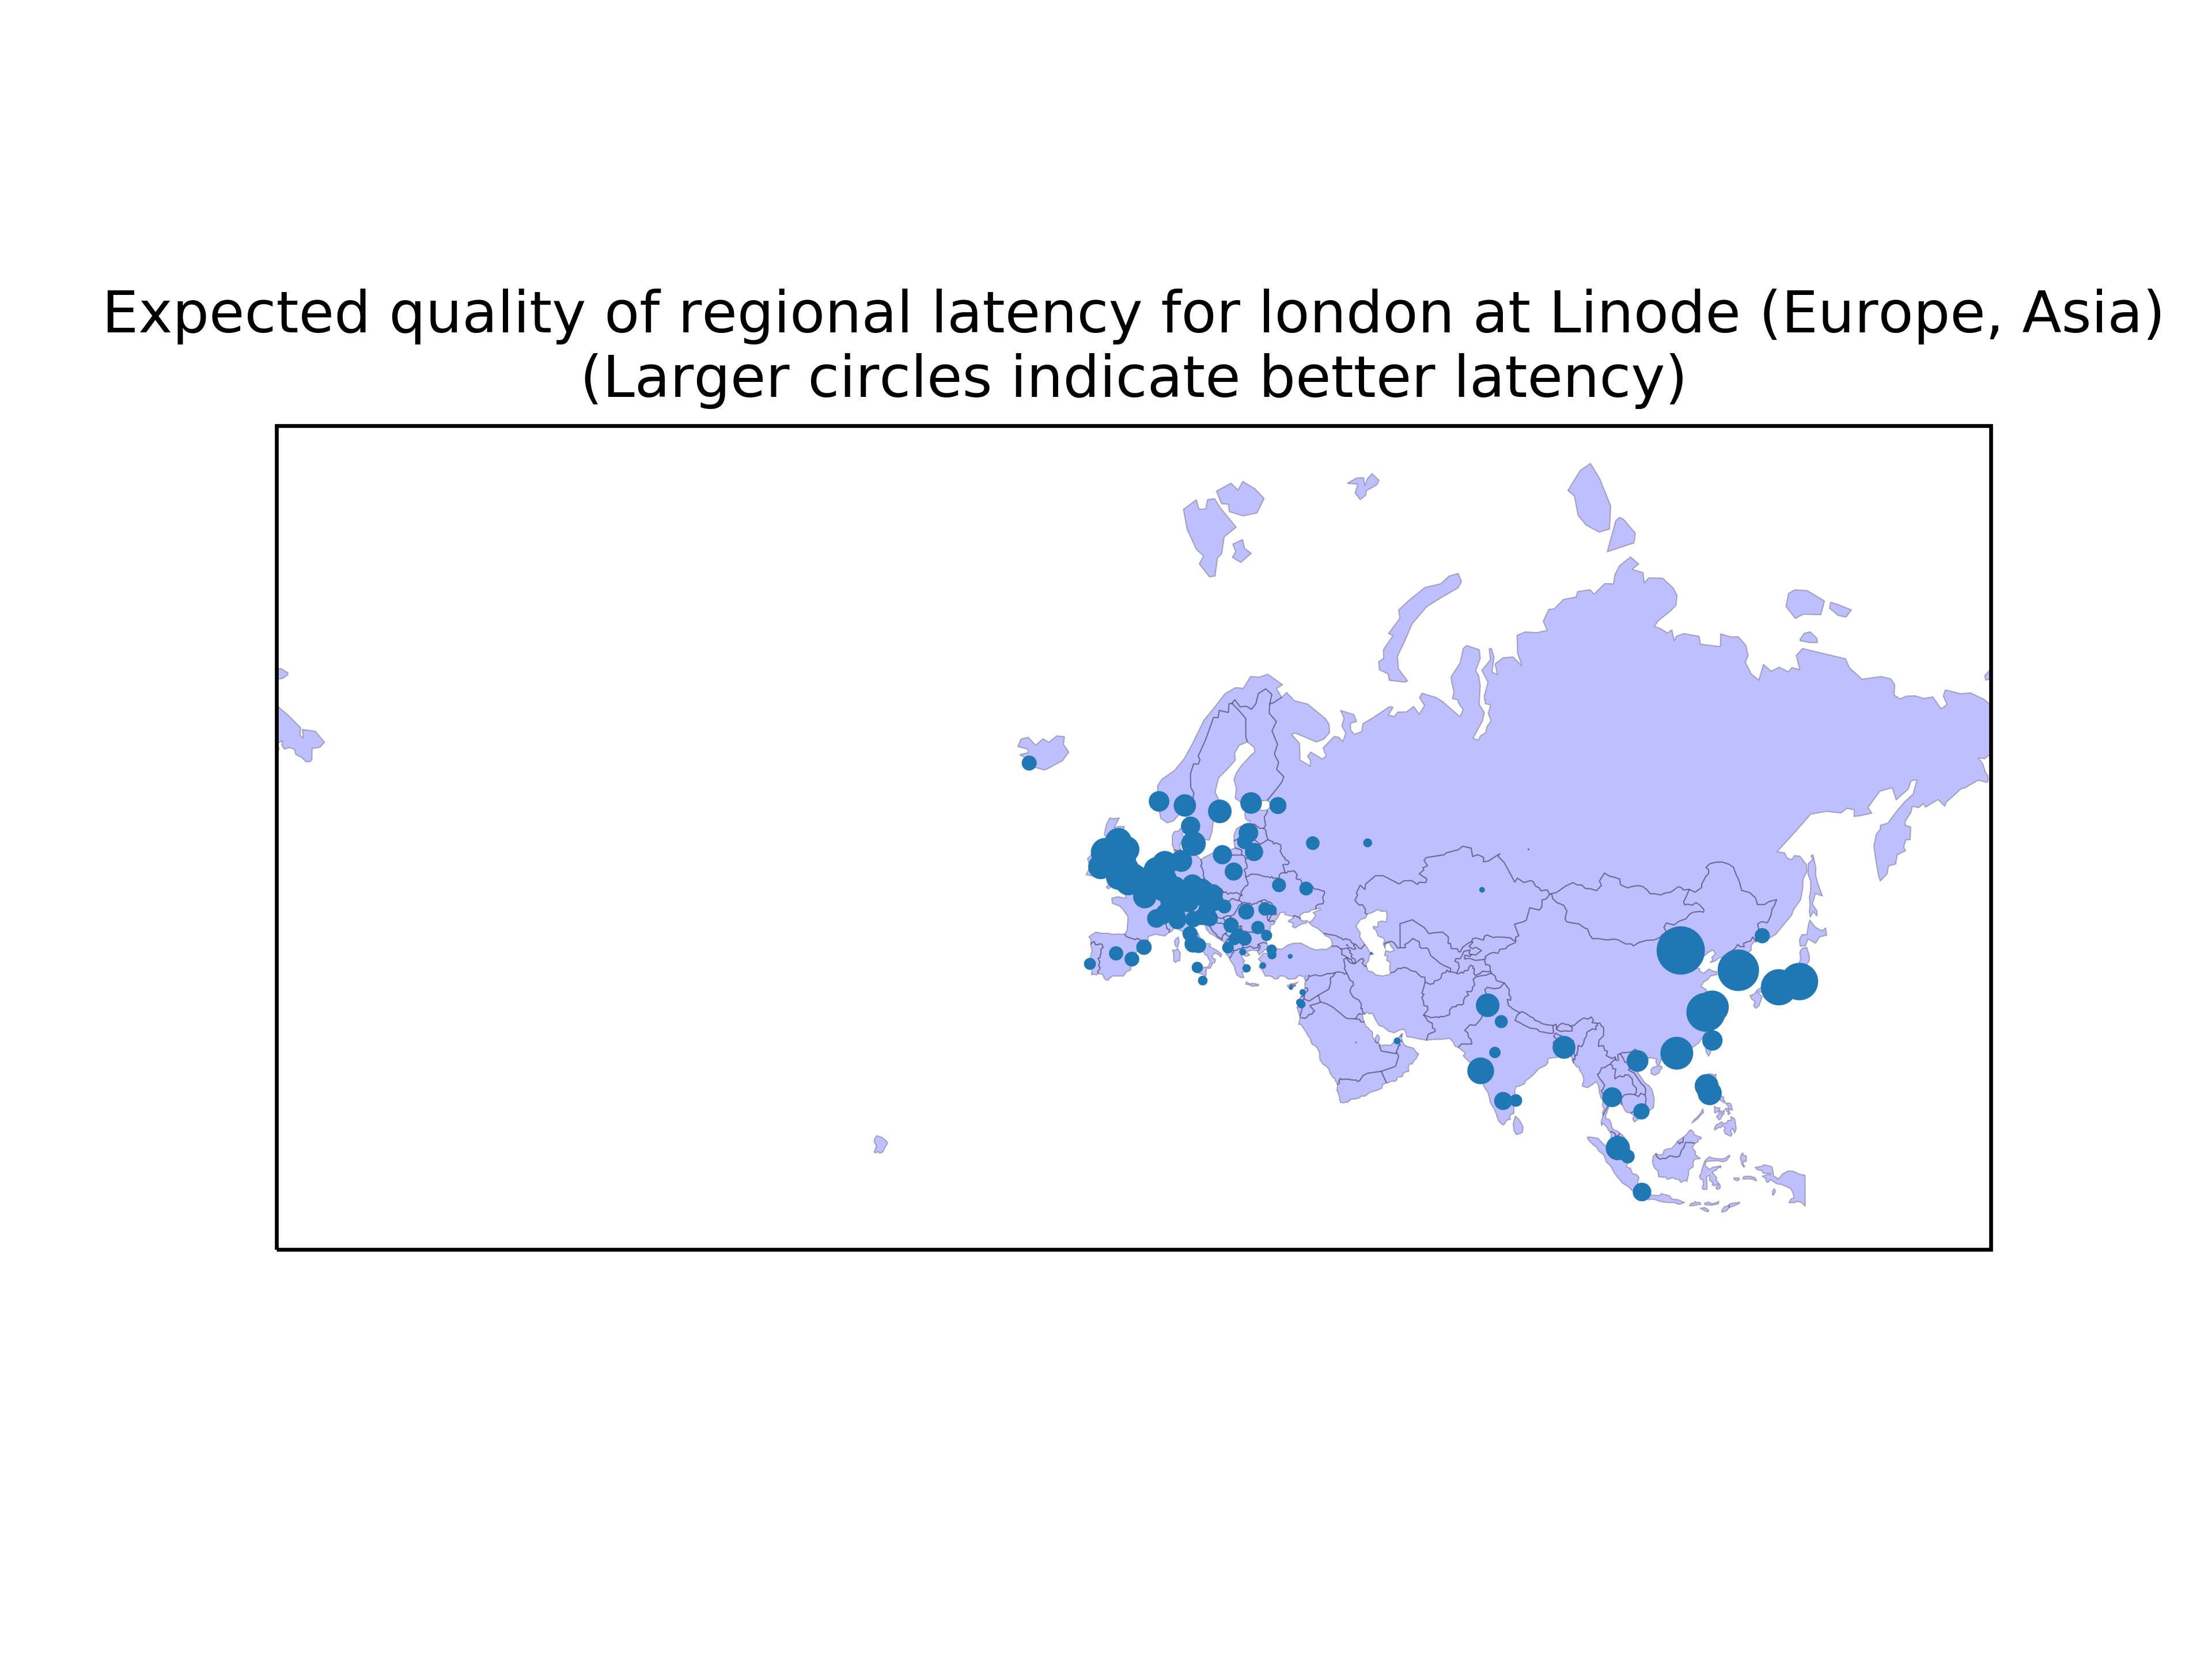 Expected quality of regional latency for london at Linode (Europe, Asia)
(Larger circles indicate better latency)